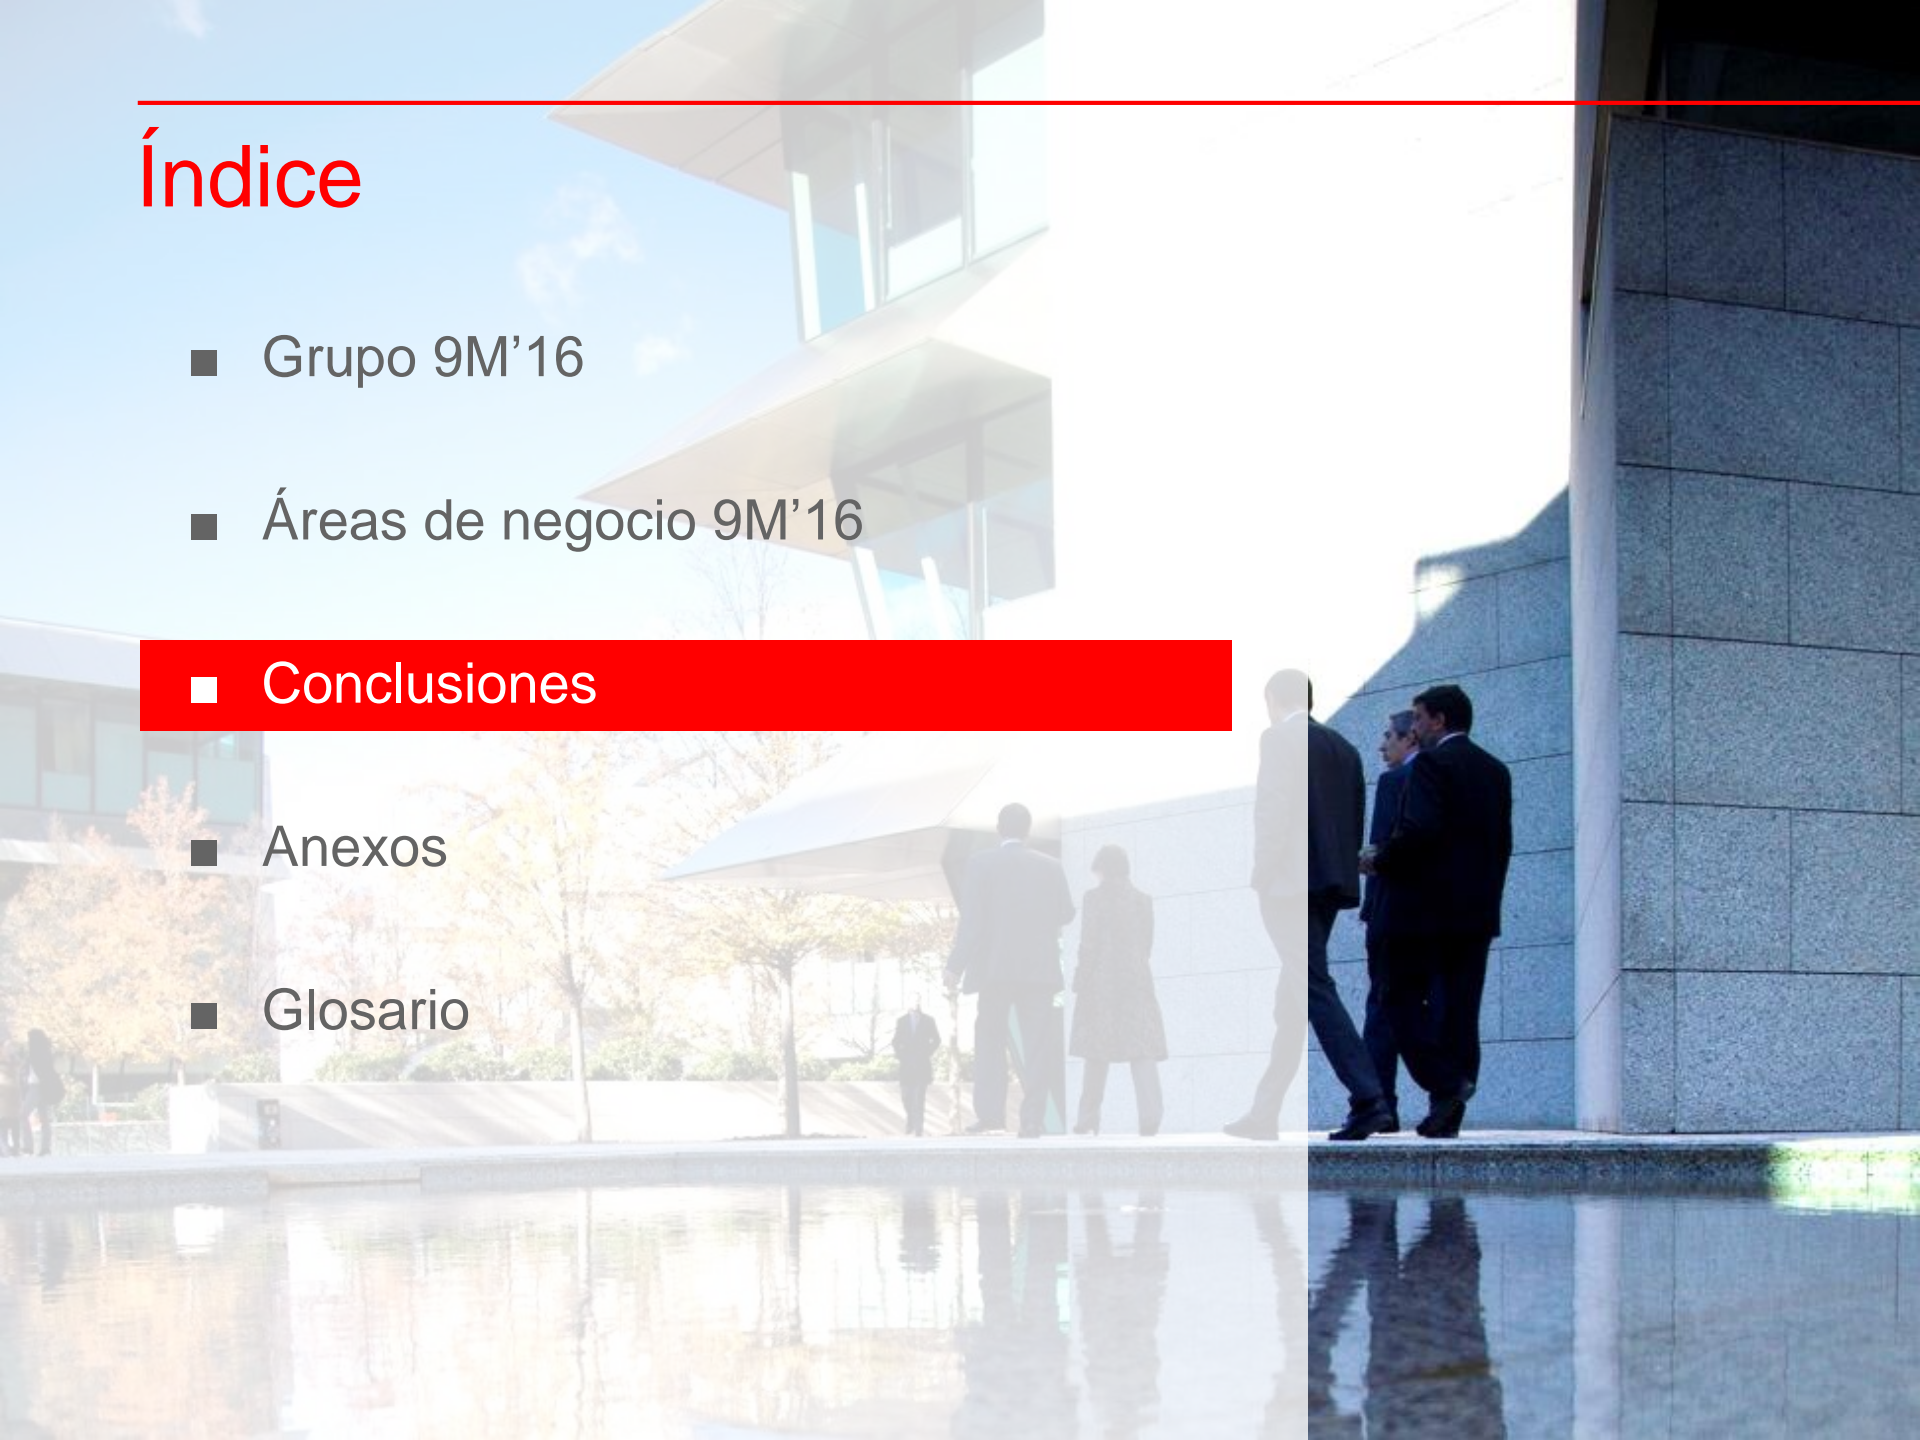 Índice
■ Grupo 9M’16
■ Áreas de negocio 9M’16
■ Conclusiones
■ Anexos
■ Glosario